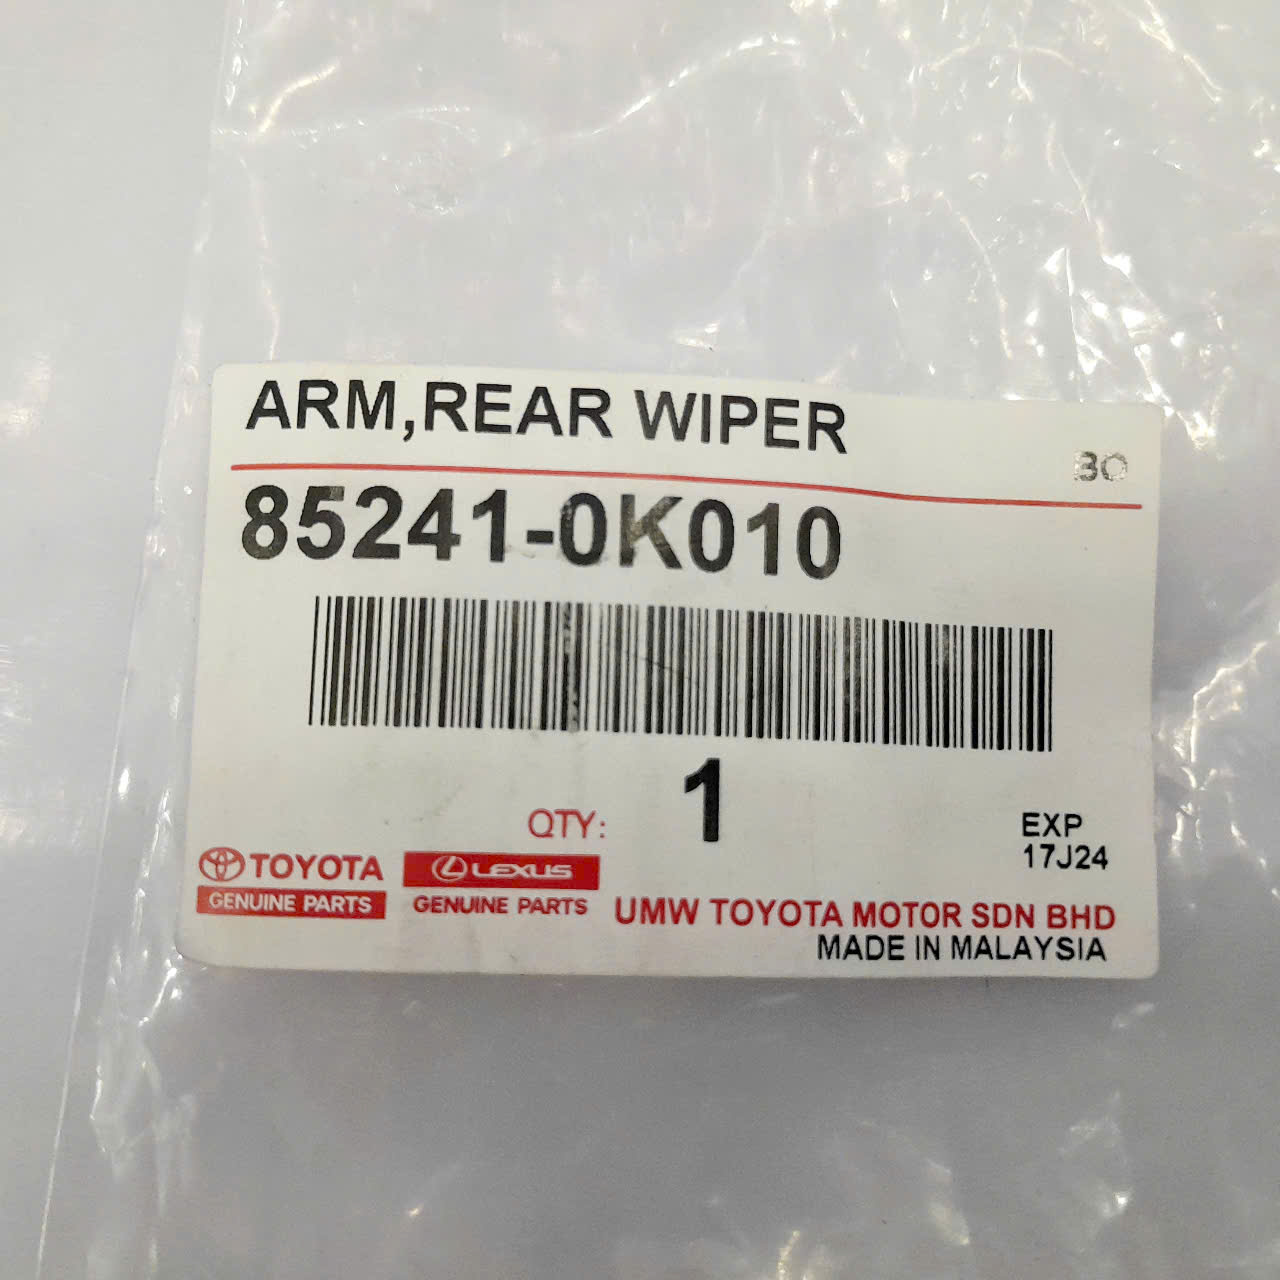 ARM,REAR WIPER
BO
85241-0K010
1
QTY:
EXP
17J24
TOYOTA
GENUINE PARTS
LEXUS
GENUINE PARTS
UMW TOYOTA MOTOR SDN BHD
MADE IN MALAYSIA